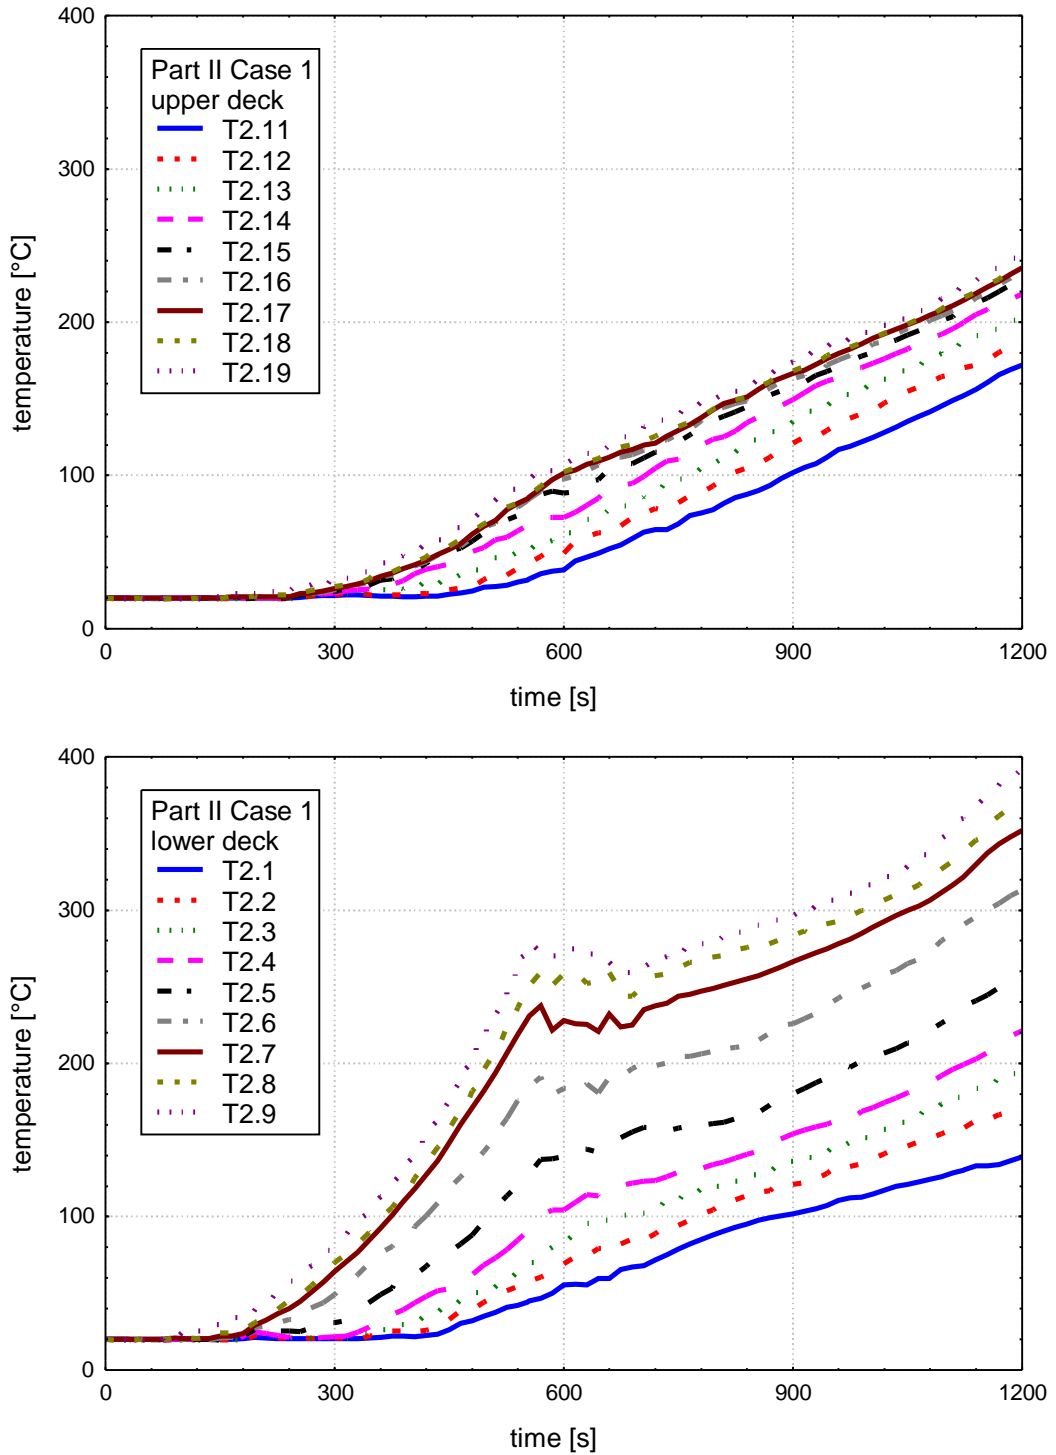 400
300
200
100
0
temperature [°C]
Part II Case 1
upper deck
T2.11
T2.12
T2.13
T2.14
T2.15
T2.16
T2.17
T2.18
T2.19
0 300 600 900 1200
time [s]
400
300
200
100
0
temperature [°C]
Part II Case 1
lower deck
T2.1
T2.2
T2.3
T2.4
T2.5
T2.6
T2.7
T2.8
T2.9
0 300 600 900 1200
time [s]